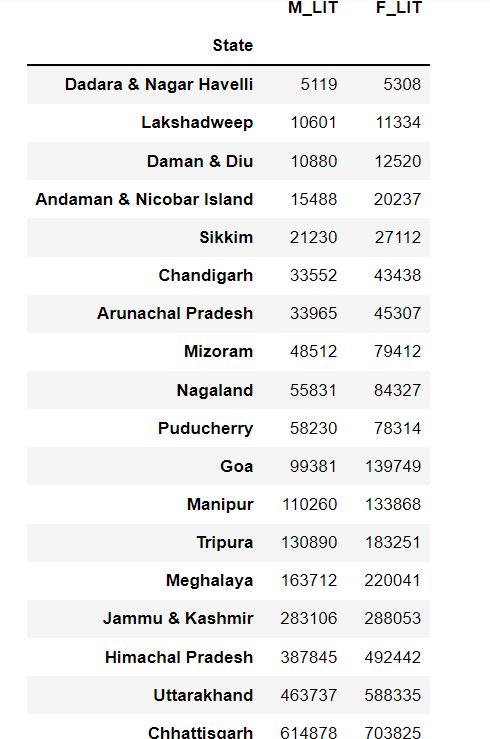 M_LIT F_LIT
State
Dadara & Nagar Havelli 5119 5308
Lakshadweep 10601 11334
Daman & Diu 10880 12520
Andaman & Nicobar Island 15488 20237
Sikkim 21230 27112
Chandigarh 33552 43438
Arunachal Pradesh 33965 45307
Mizoram 48512 79412
Nagaland 55831 84327
Puducherry 58230 78314
Goa 99381 139749
Manipur 110260 133868
Tripura 130890 183251
Meghalaya 163712 220041
Jammu & Kashmir 283106 288053
Himachal Pradesh 387845 492442
Uttarakhand 463737 588335
Chhattisgarh 614878 703825